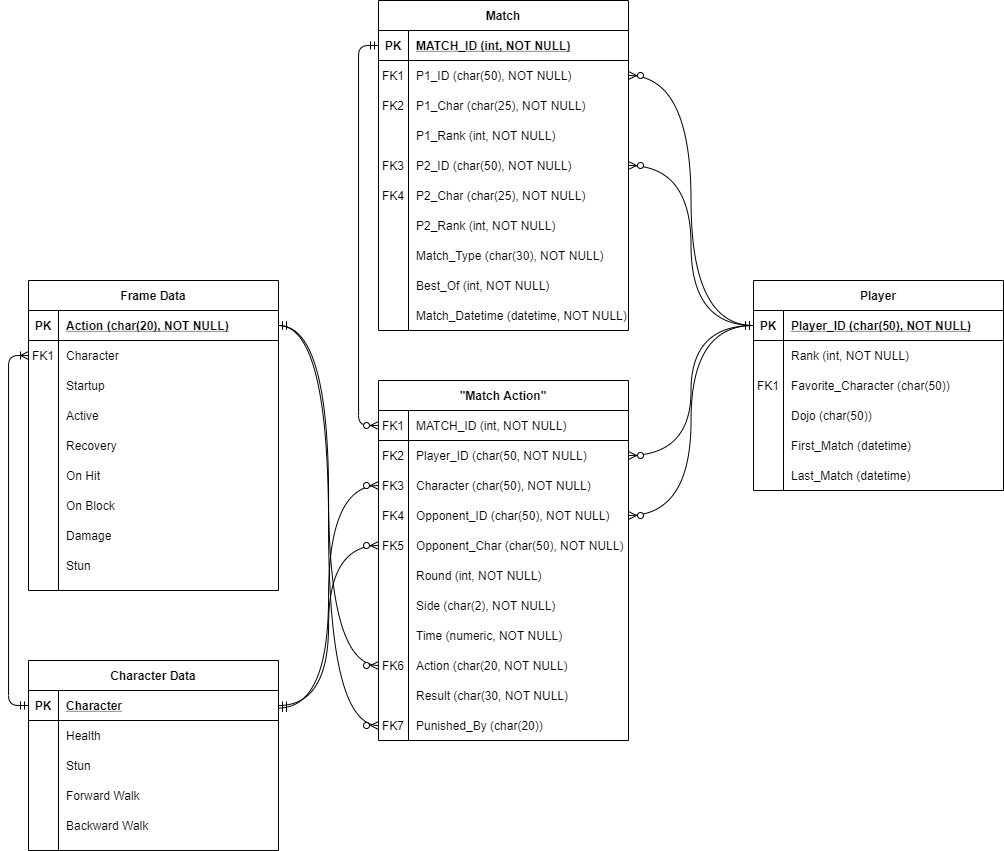 Match
PK MATCH_ID (int, NOT NULL)
FK1 P1_ID (char(50), NOT NULL)
FK2 P1_Char (char(25), NOT NULL)
P1_Rank (int, NOT NULL)
FK3 P2_ID (char(50), NOT NULL)
FK4 P2_Char (char(25), NOT NULL)
P2_Rank (int, NOT NULL)
Match_Type (char(30), NOT NULL)
Best_Of (int, NOT NULL)
Match_Datetime (datetime, NOT NULL)
Frame Data
PK Action (char(20), NOT NULL)
FK1 Character
Startup
Active
Recovery
On Hit
On Block
Damage
Stun
Player
PK Player_ID (char(50), NOT NULL)
Rank (int, NOT NULL)
FK1 Favorite_Character (char(50))
Dojo (char(50))
First_Match (datetime)
Last_Match (datetime)
"Match Action"
FK1 MATCH_ID (int, NOT NULL)
FK2 Player_ID (char(50, NOT NULL)
FK3 Character (char(50), NOT NULL)
FK4 Opponent_ID (char(50), NOT NULL)
FK5 Opponent_Char (char(50), NOT NULL)
Round (int, NOT NULL)
Side (char(2), NOT NULL)
Time (numeric, NOT NULL)
FK6 Action (char(20, NOT NULL)
Result (char(30, NOT NULL)
FK7 Punished_By (char(20))
Character Data
PK Character
Health
Stun
Forward Walk
Backward Walk